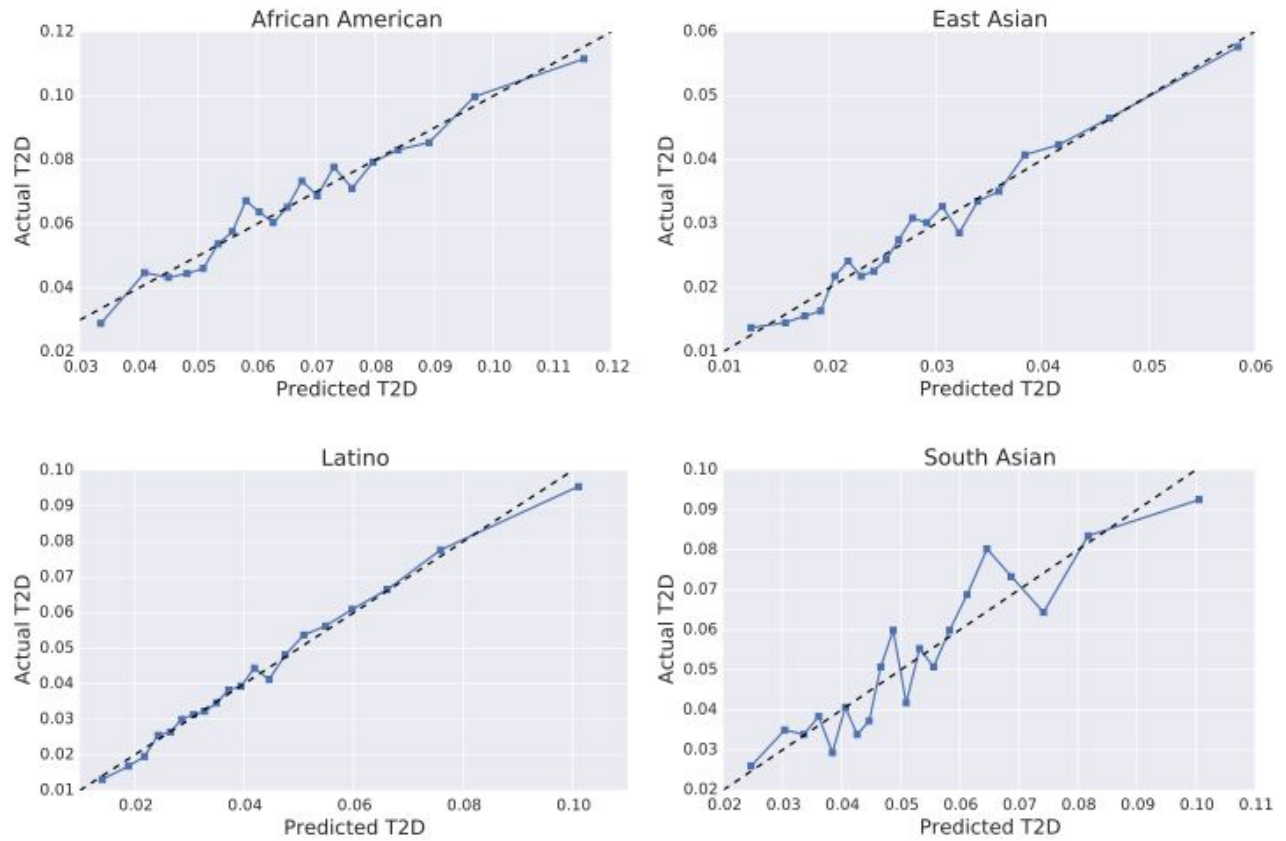 African American
0.12
0.10
0.08
0.06
0.04
0.02
Actual T2D
0.03 0.04 0.05 0.06 0.07 0.08 0.09 0.10 0.11 0.12
Predicted T2D
East Asian
0.06
0.05
0.04
0.03
0.02
0.01
Actual T2D
0.01 0.02 0.03 0.04 0.05 0.06
Predicted T2D
Latino
0.10
0.09
0.08
0.07
0.06
0.05
0.04
0.03
0.02
0.01
Actual T2D
0.02 0.04 0.06 0.08 0.10
Predicted T2D
South Asian
0.10
0.09
0.08
0.07
0.06
0.05
0.04
0.03
0.02
Actual T2D
0.02 0.03 0.04 0.05 0.06 0.07 0.08 0.09 0.10 0.11
Predicted T2D